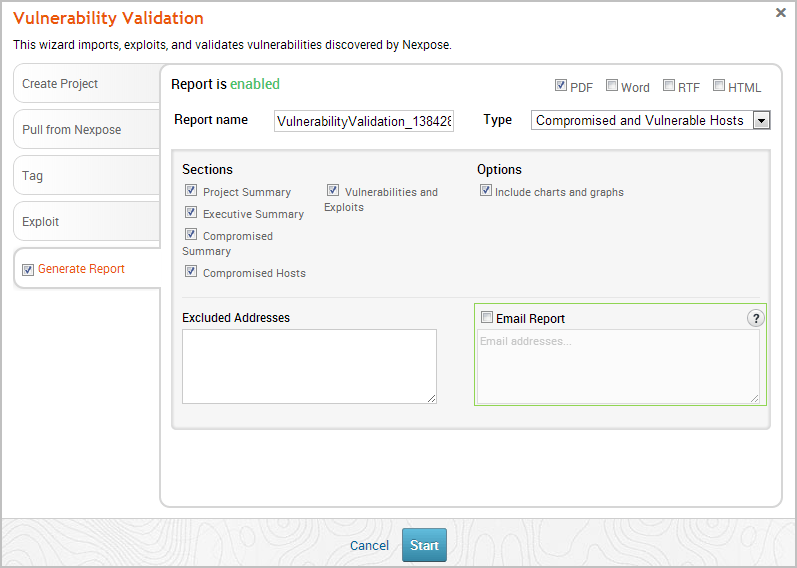 Vulnerability Validation
This wizard imports, exploits, and validates vulnerabilities discovered by Nexpose.
Create Project
Pull from Nexpose
Tag
Exploit
Generate Report
Report is enabled
PDF Word RTF HTML
Report name VulnerabilityValidation_138428 Type Compromised and Vulnerable Hosts
Sections
Project Summary
Executive Summary
Compromised
Summary
Compromised Hosts
Vulnerabilities and
Exploits
Options
Include charts and graphs
Excluded Addresses
Email Report ?
Email addresses...
Cancel Start